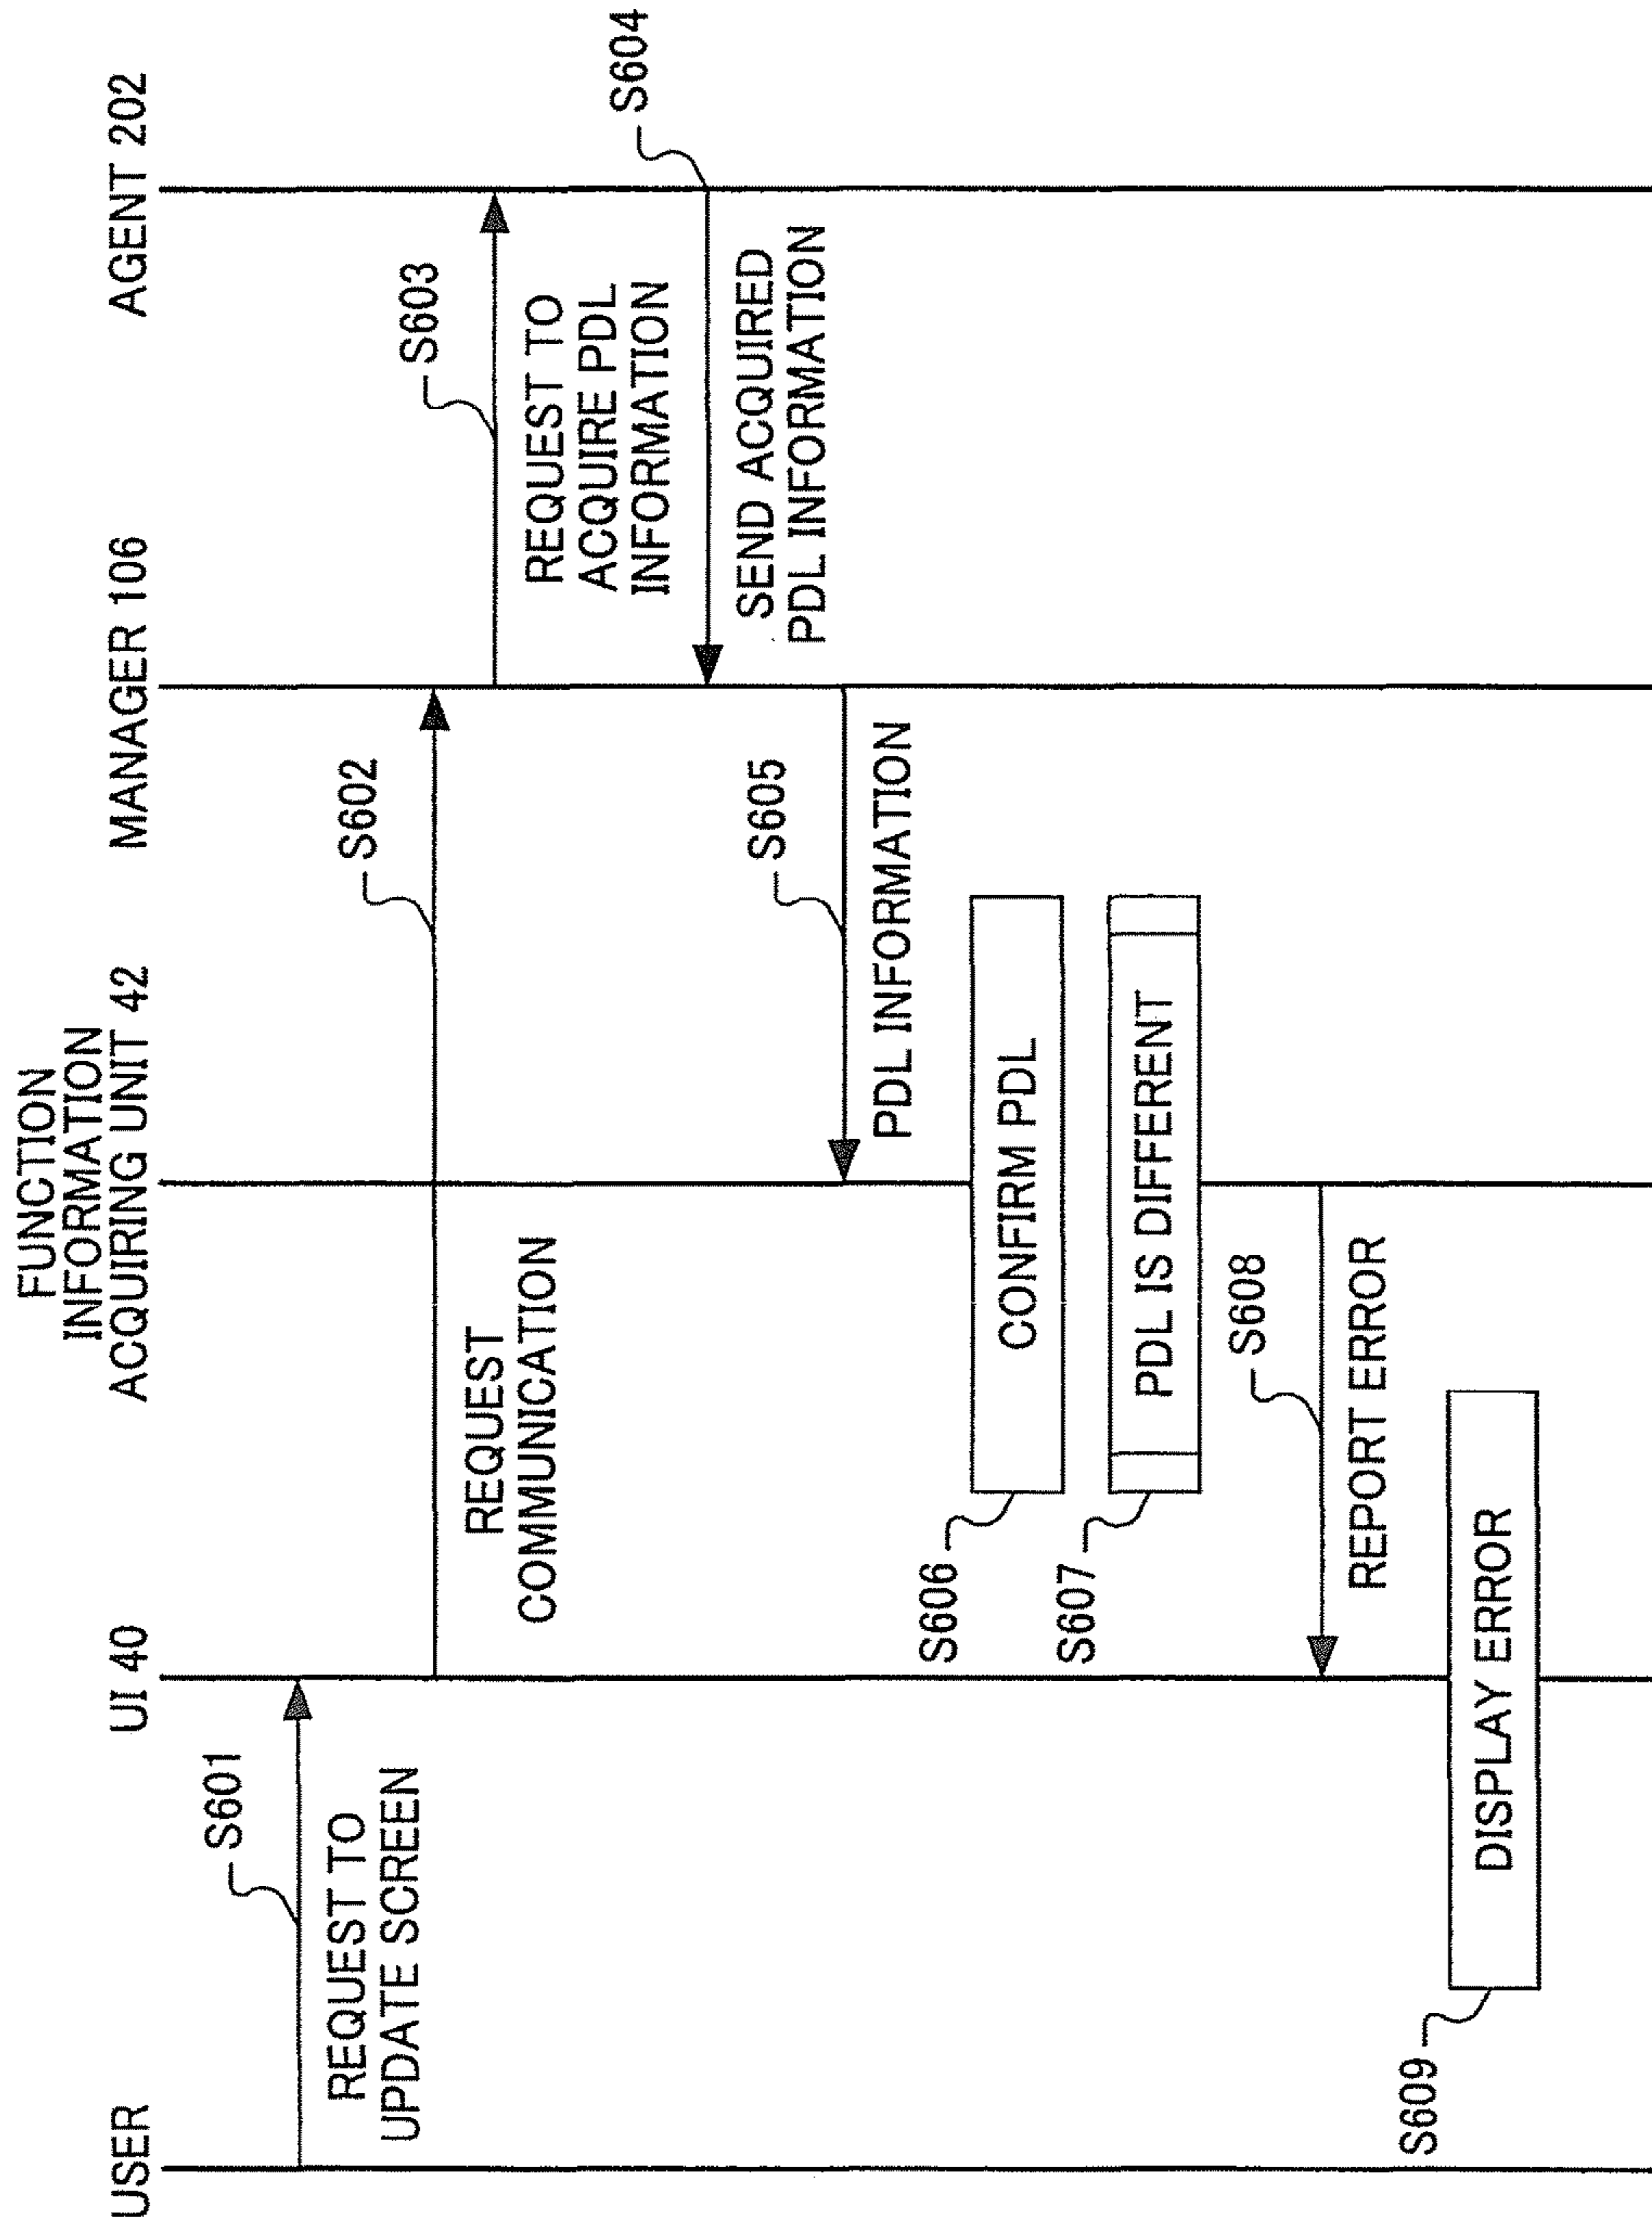 USER
UI 40
FUNCTION
INFORMATION
ACQUIRING UNIT 42
MANAGER 106
AGENT 202
S601
REQUEST TO
UPDATE SCREEN
S602
REQUEST
COMMUNICATION
S603
REQUEST TO
ACQUIRE PDL
INFORMATION
S604
SEND ACQUIRED
PDL INFORMATION
S605
PDL INFORMATION
S606
CONFIRM PDL
S607
PDL IS DIFFERENT
S608
REPORT ERROR
S609
DISPLAY ERROR